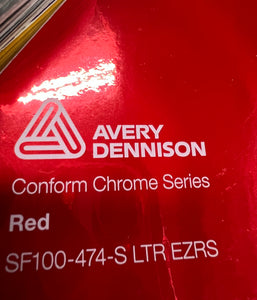 AVERY
DENNISON
Conform Chrome Series
Red
SF100-474-S LTR EZRS